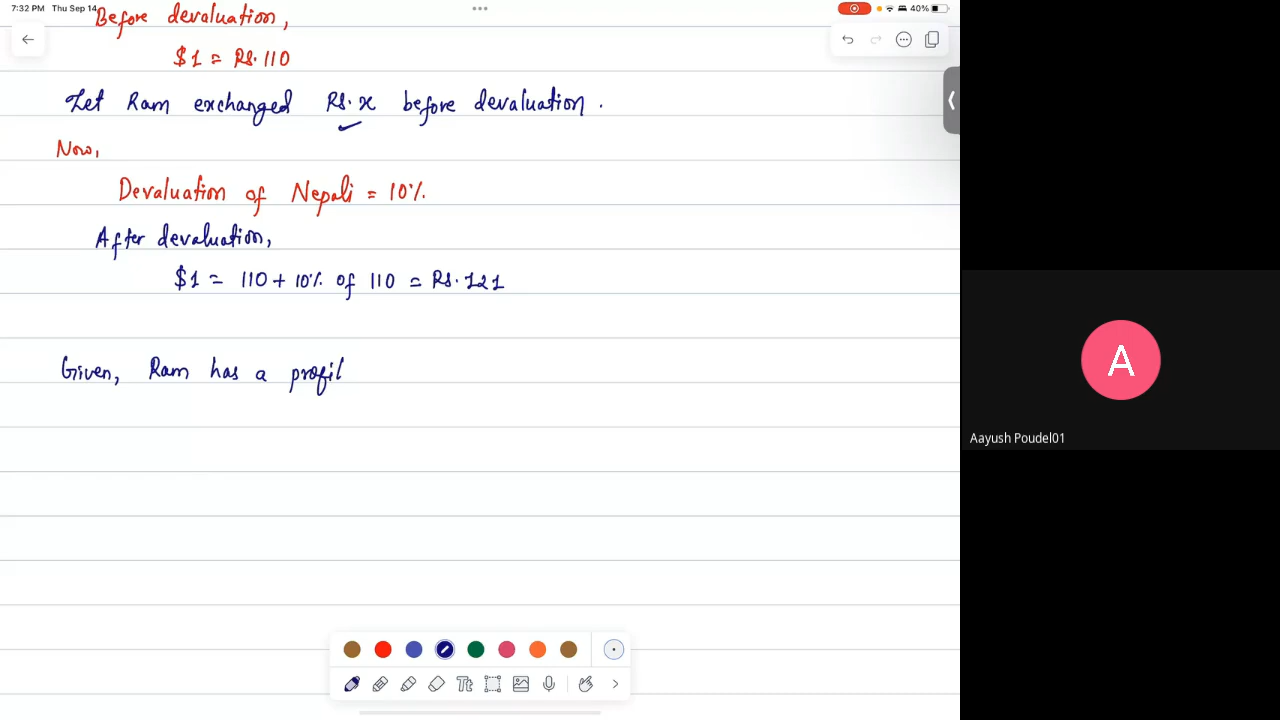 7:32 PM Thu Sep 14
40%
Before devaluation,
$1 = Rs. 110
Let Ram exchanged Rs. x before devaluation.
Now,
Devaluation of Nepali = 10%
After devaluation,
$1 = 110 + 10% of 110 = Rs. 121
Given, Ram has a profit
Tt
A
Aayush Poudel01